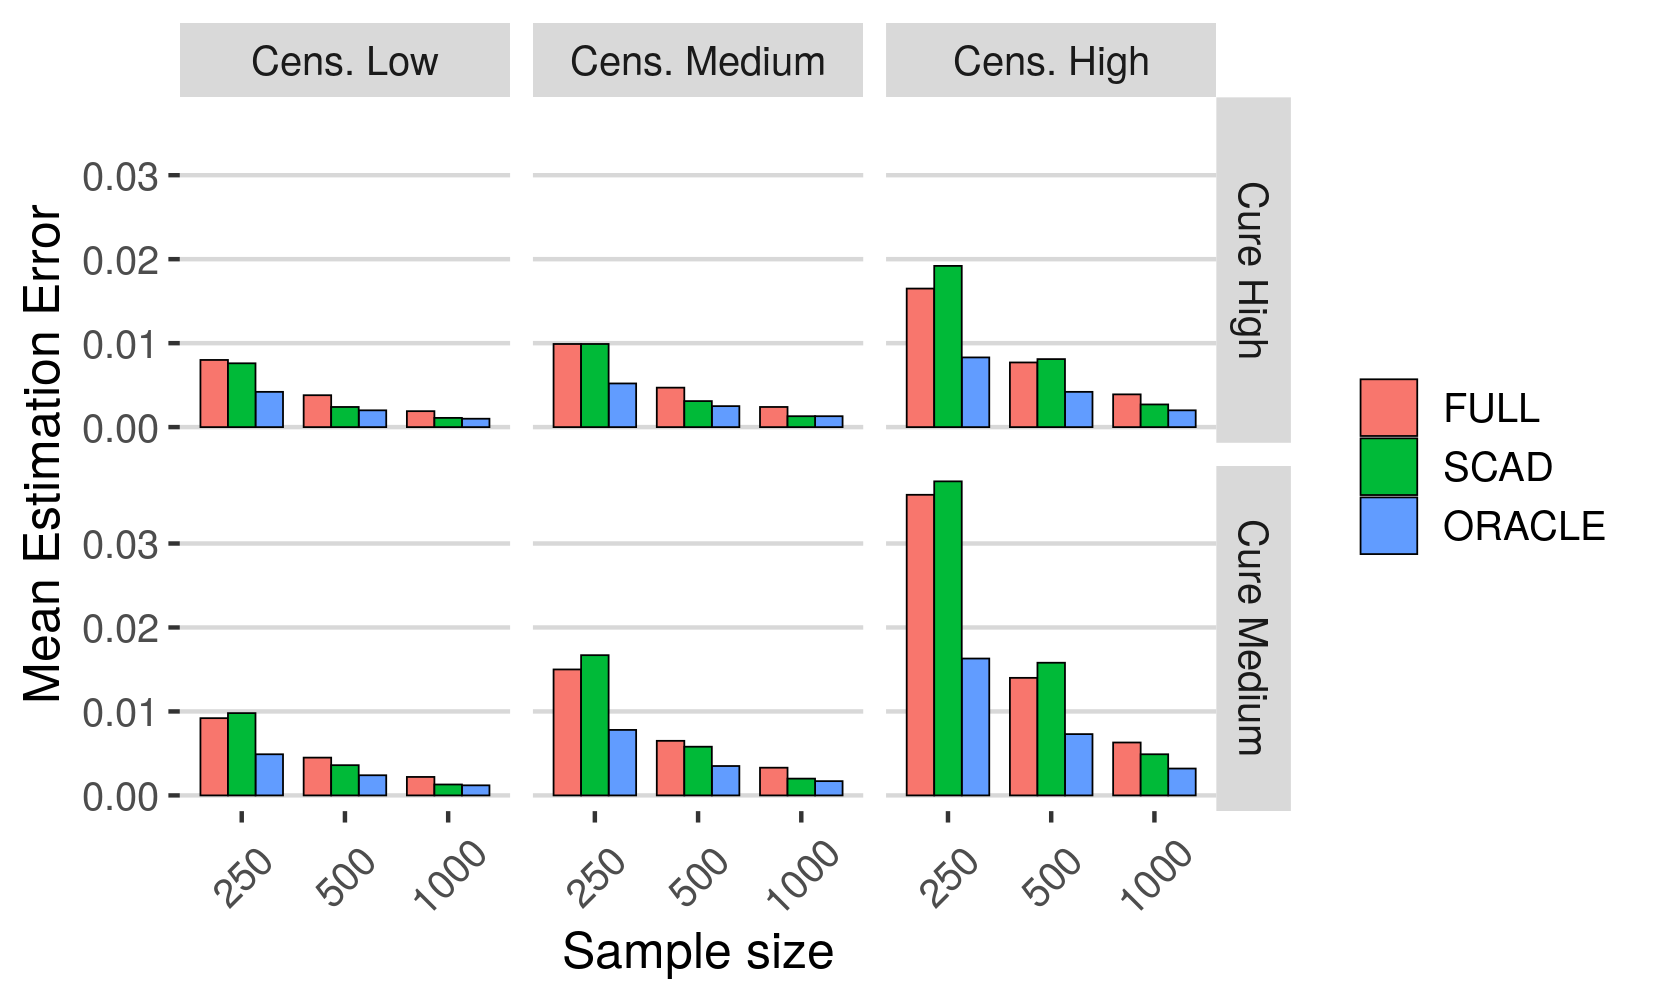 Cens. Low
Cens. Medium
Cens. High
Mean Estimation Error
0.03
0.02
0.01
0.00
Cure High
0.03
0.02
0.01
0.00
Cure Medium
250
500
1000
250
500
1000
250
500
1000
Sample size
FULL
SCAD
ORACLE